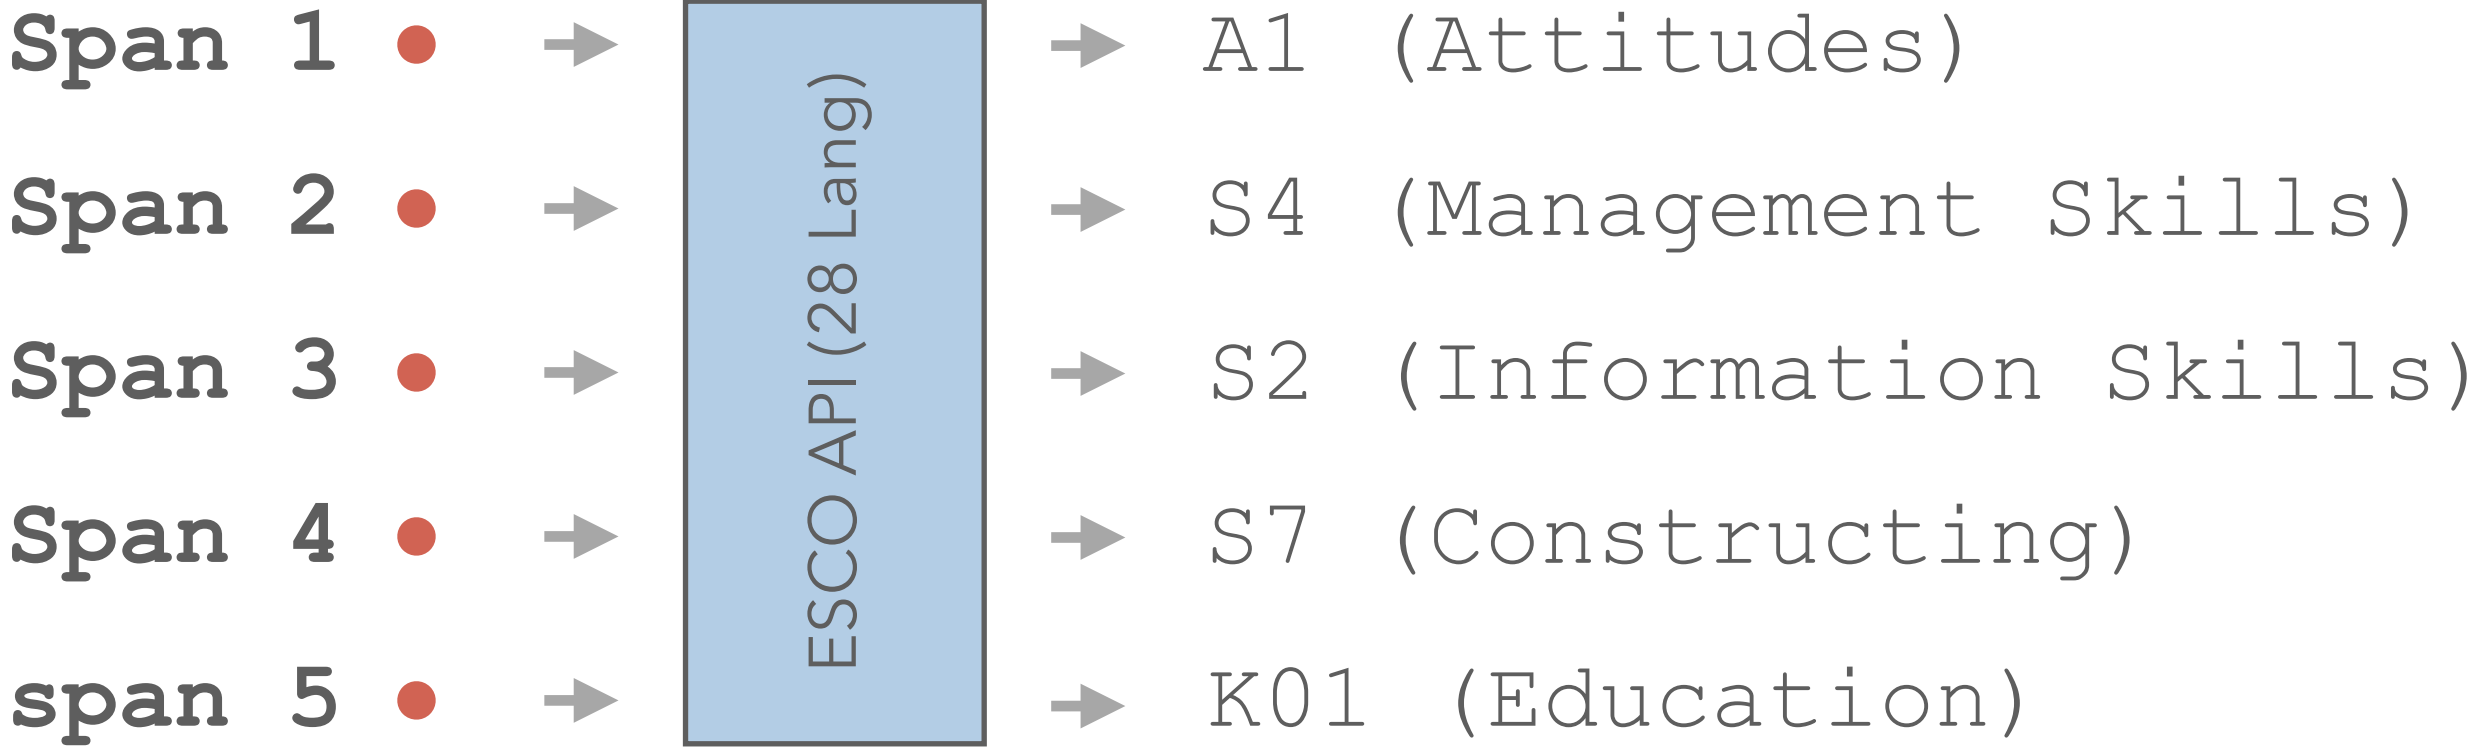 Span 1 A1 (Attitudes)
Span 2 S4 (Management Skills)
Span 3 S2 (Information Skills)
Span 4 S7 (Constructing)
span 5 K01 (Education)
ESCO API (28 Lang)